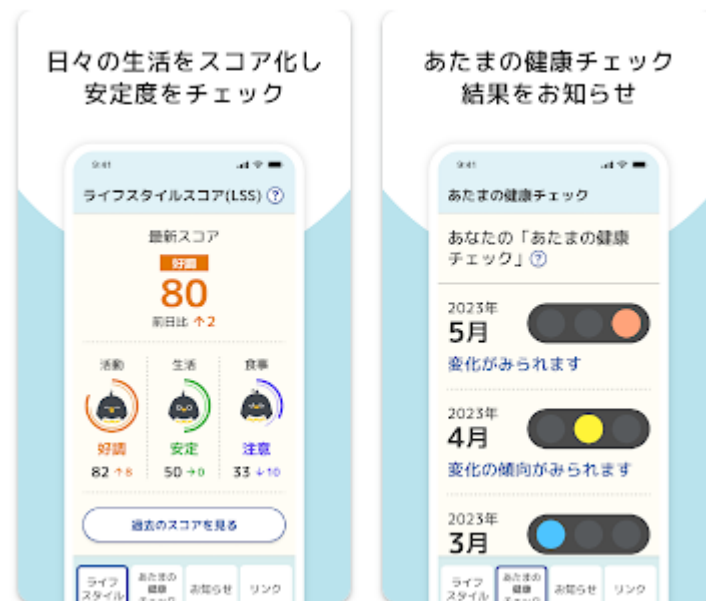 日々の生活をスコア化し
安定度をチェック
9:41
ライフスタイルスコア(LSS) ?
最新スコア
好調
80
前日比 ↑2
活動 生活 食事
好調 安定 注意
82 ↑8 50 →0 33 ↓10
過去のスコアを見る
ライフ
スタイル
あたまの
健康
チェック
お知らせ
リンク
あたまの健康チェック
結果をお知らせ
9:41
あたまの健康チェック
あなたの「あたまの健康
チェック」?
2023年
5月
変化がみられます
2023年
4月
変化の傾向がみられます
2023年
3月
ライフ
スタイル
あたまの
健康
チェック
お知らせ
リンク